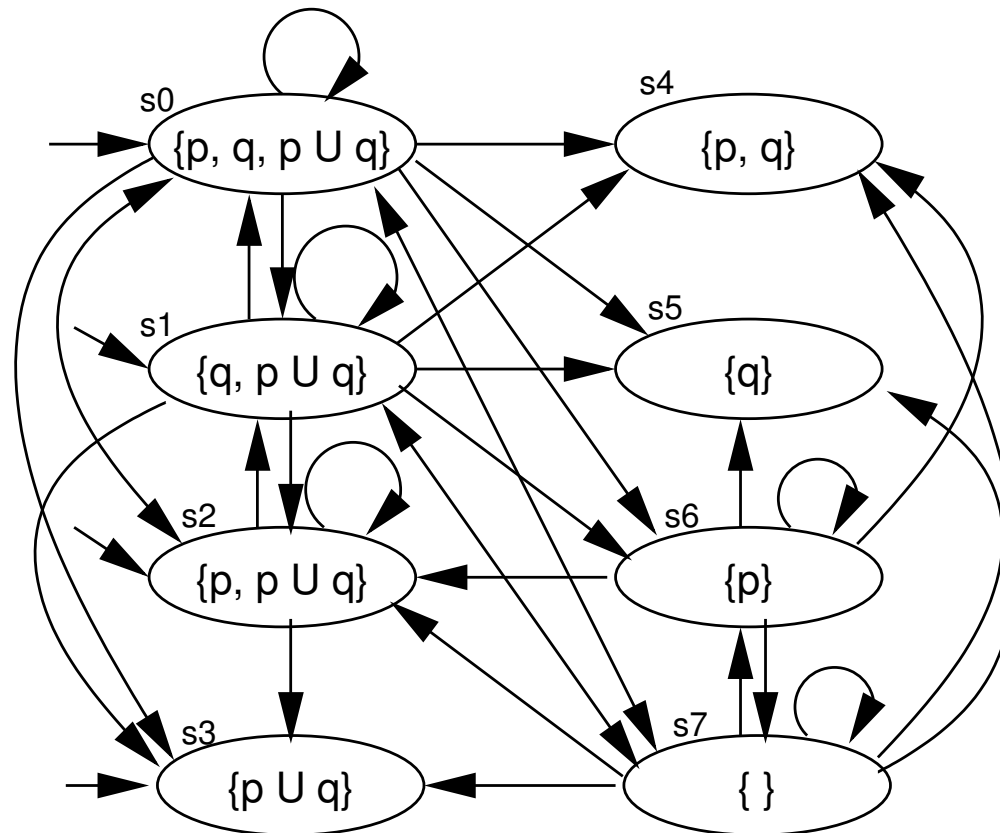 s0
{p, q, p U q}
s4
{p, q}
s1
{q, p U q}
s5
{q}
s2
{p, p U q}
s6
{p}
s3
{p U q}
s7
{ }